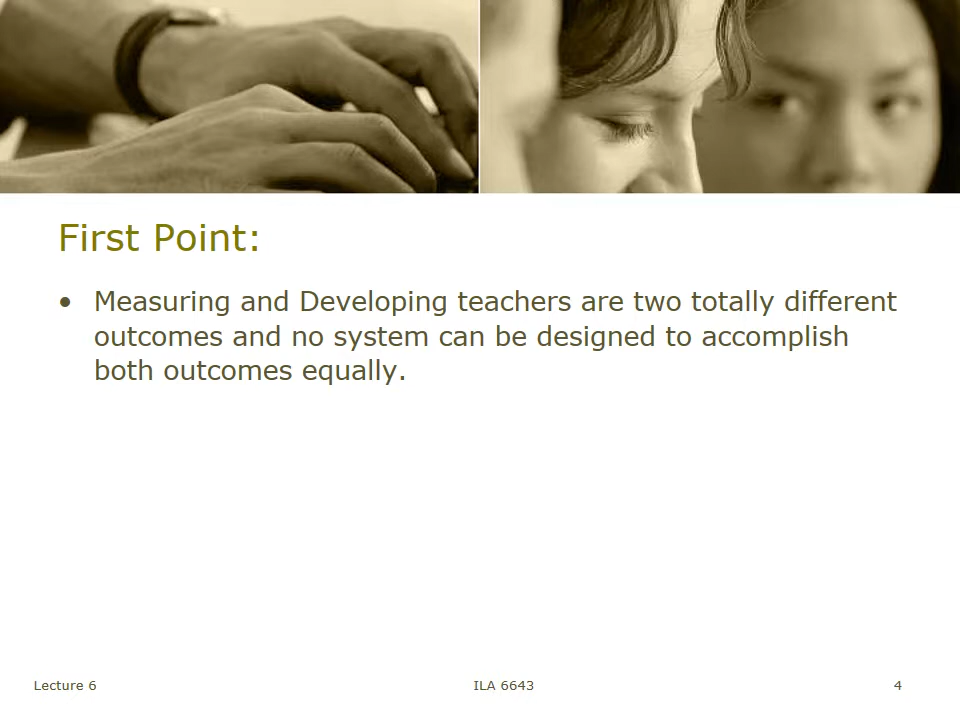 First Point:
• Measuring and Developing teachers are two totally different
outcomes and no system can be designed to accomplish
both outcomes equally.
Lecture 6
ILA 6643
4